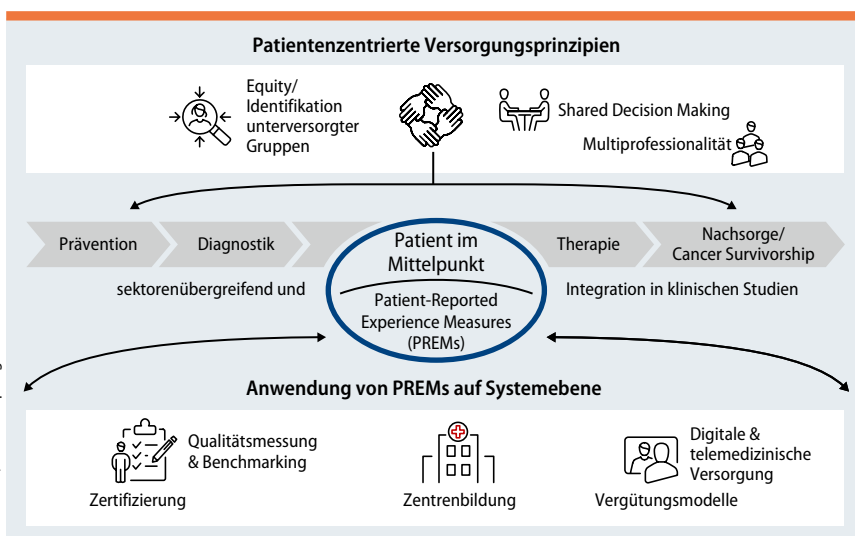 Patientenzentrierte Versorgungsprinzipien
Equity/
Identifikation
unterversorgter
Gruppen
Shared Decision Making
Multiprofessionalität
Prävention
Diagnostik
Patient im
Mittelpunkt
Therapie
Nachsorge/
Cancer Survivorship
sektorenübergreifend und
Patient-Reported
Experience Measures
(PREMs)
Integration in klinischen Studien
Anwendung von PREMs auf Systemebene
Qualitätsmessung
& Benchmarking
Zertifizierung
Zentrenbildung
Digitale &
telemedizinische
Versorgung
Vergütungsmodelle